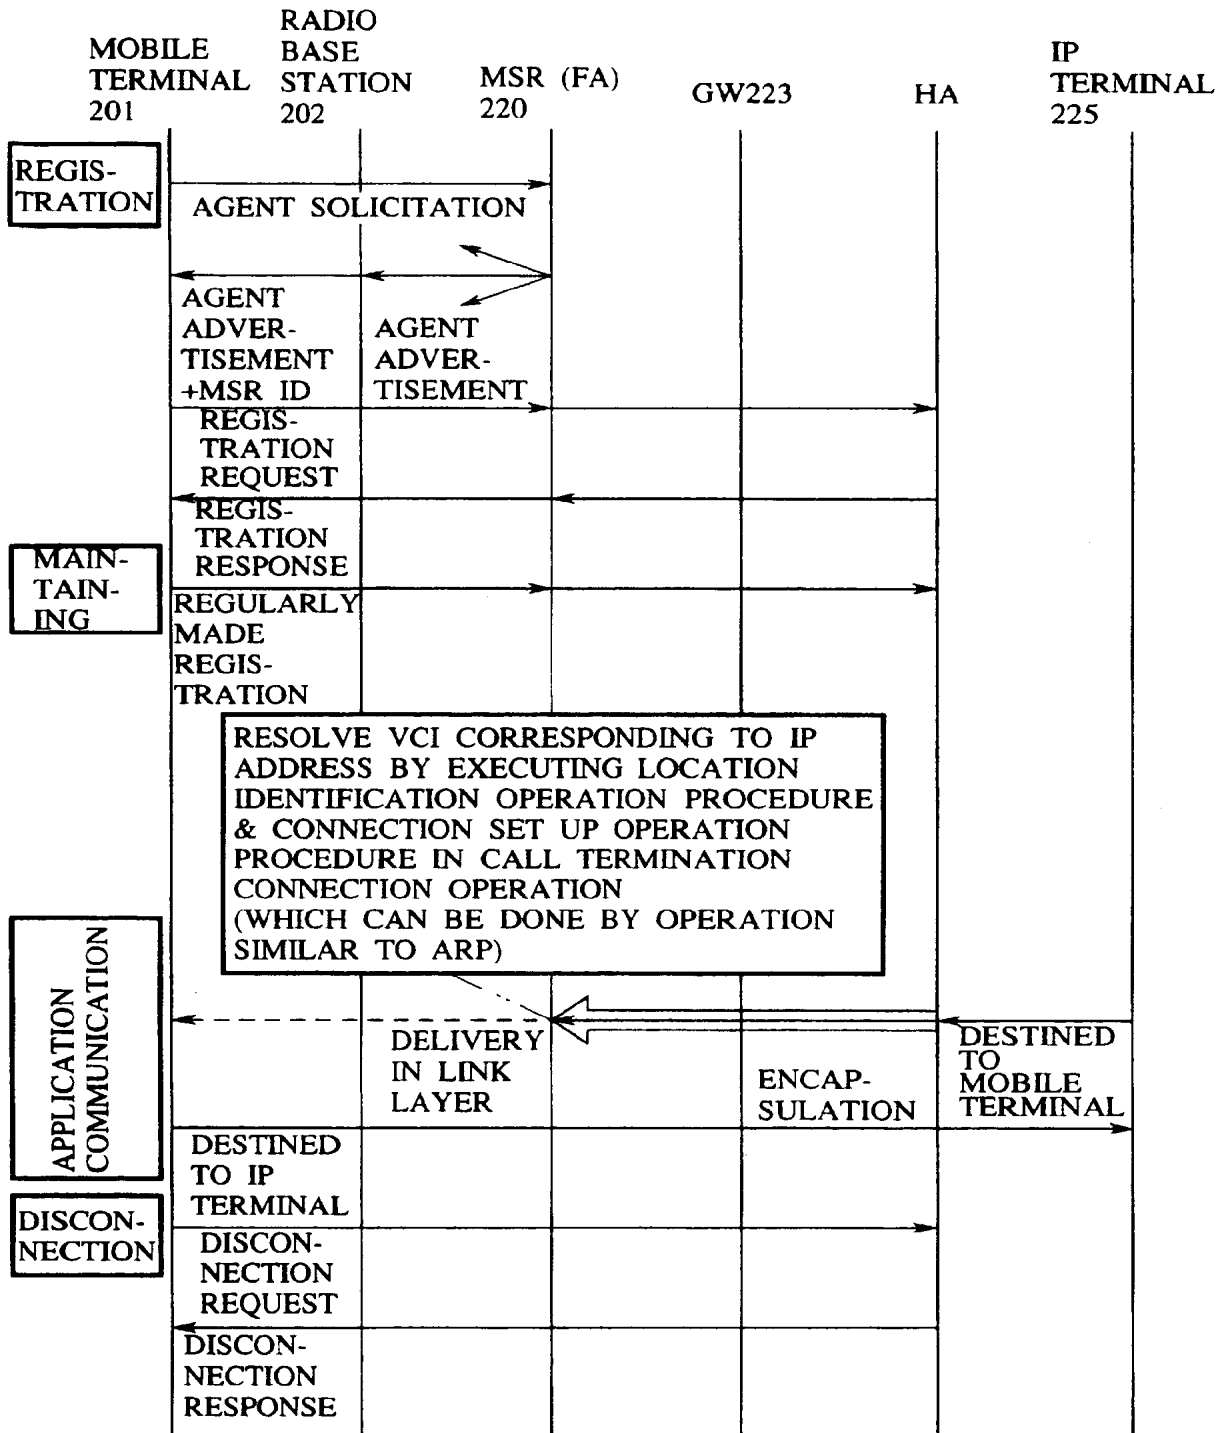 MOBILE
TERMINAL
201
RADIO
BASE
STATION
202
MSR (FA)
220
GW223
HA
IP
TERMINAL
225
REGIS-
TRATION
AGENT SOLICITATION
AGENT
ADVER-
TISEMENT
+MSR ID
AGENT
ADVER-
TISEMENT
REGIS-
TRATION
REQUEST
REGIS-
TRATION
RESPONSE
MAIN-
TAIN-
ING
REGULARLY
MADE
REGIS-
TRATION
RESOLVE VCI CORRESPONDING TO IP
ADDRESS BY EXECUTING LOCATION
IDENTIFICATION OPERATION PROCEDURE
& CONNECTION SET UP OPERATION
PROCEDURE IN CALL TERMINATION
CONNECTION OPERATION
(WHICH CAN BE DONE BY OPERATION
SIMILAR TO ARP)
APPLICATION
COMMUNICATION
DELIVERY
IN LINK
LAYER
ENCAP-
SULATION
DESTINED
TO
MOBILE
TERMINAL
DESTINED
TO IP
TERMINAL
DISCON-
NECTION
DISCON-
NECTION
REQUEST
DISCON-
NECTION
RESPONSE